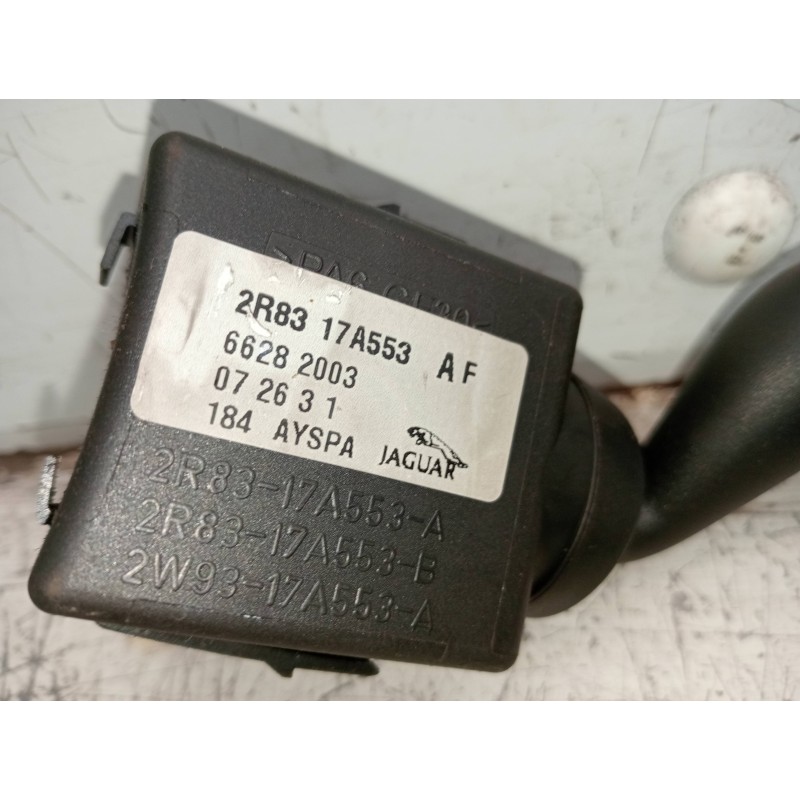 2R83 17A553 AF
6628 2003
07 26 3 1
184 AYSPA JAGUAR
2R83-17A553-A
2R83-17A553-B
2W93-17A553-A